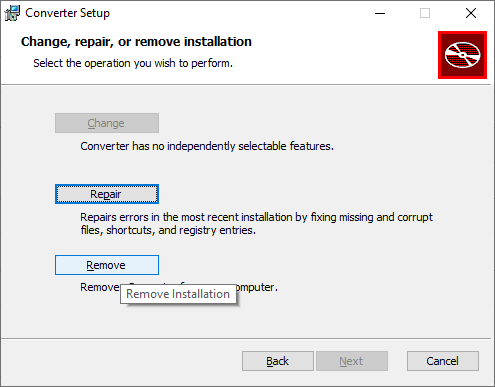 Converter Setup
Change, repair, or remove installation
Select the operation you wish to perform.
Change
Converter has no independently selectable features.
Repair
Repairs errors in the most recent installation by fixing missing and corrupt
files, shortcuts, and registry entries.
Remove
computer.
Remove Installation
Back Next Cancel